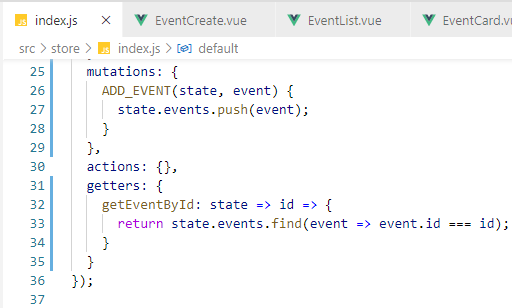 JS index.js × EventCreate.vue EventList.vue EventCard.v
src > store > JS index.js > default
25 mutations: {
26 ADD_EVENT(state, event) {
27 state.events.push(event);
28 }
29 },
30 actions: {},
31 getters: {
32 getEventById: state => id => {
33 return state.events.find(event => event.id === id);
34 }
35 }
36 });
37